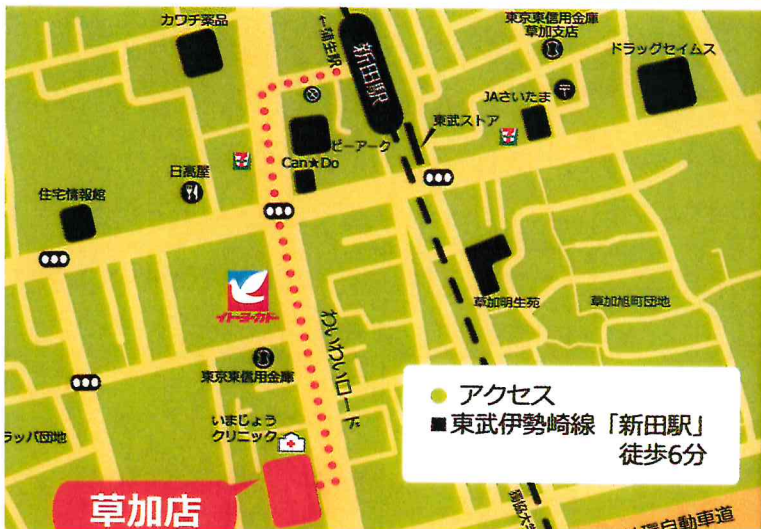 カワチ薬品
←蒲生駅
新田駅
東京東信用金庫
草加支店
ドラッグセイムス
JAさいたま
東武ストア
ビーアーク
Can★Do
日高屋
住宅情報館
イトーヨーカドー
草加明生苑
草加旭町団地
わいわいロード
東京東信用金庫
いまじょう
クリニック
ラッパ団地
草加店
アクセス
東武伊勢崎線「新田駅」
徒歩6分
獨協大
環自動車道